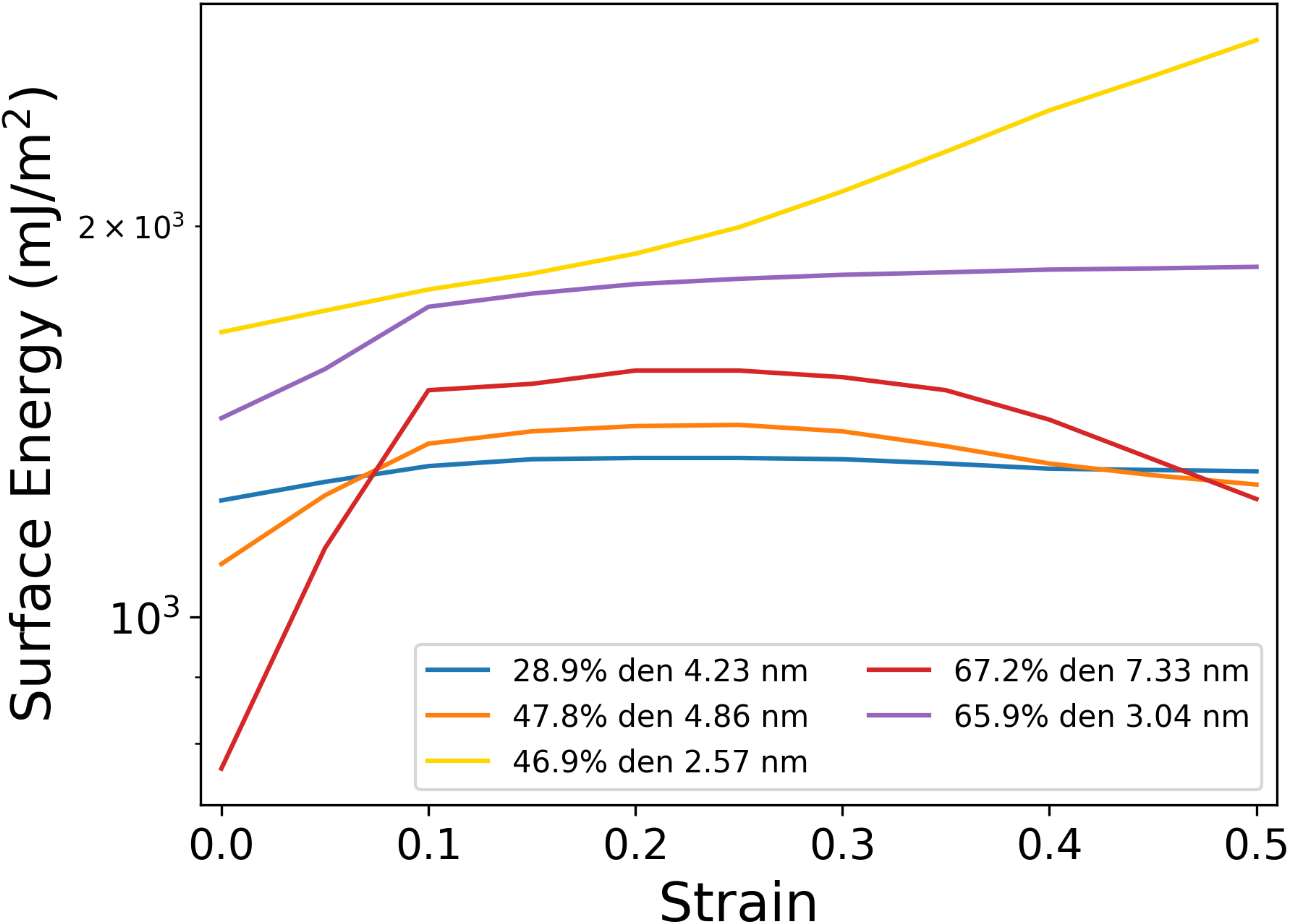 Surface Energy (mJ/m²)
2 × 10³
10³
0.0 0.1 0.2 0.3 0.4 0.5
Strain
28.9% den 4.23 nm
47.8% den 4.86 nm
46.9% den 2.57 nm
67.2% den 7.33 nm
65.9% den 3.04 nm